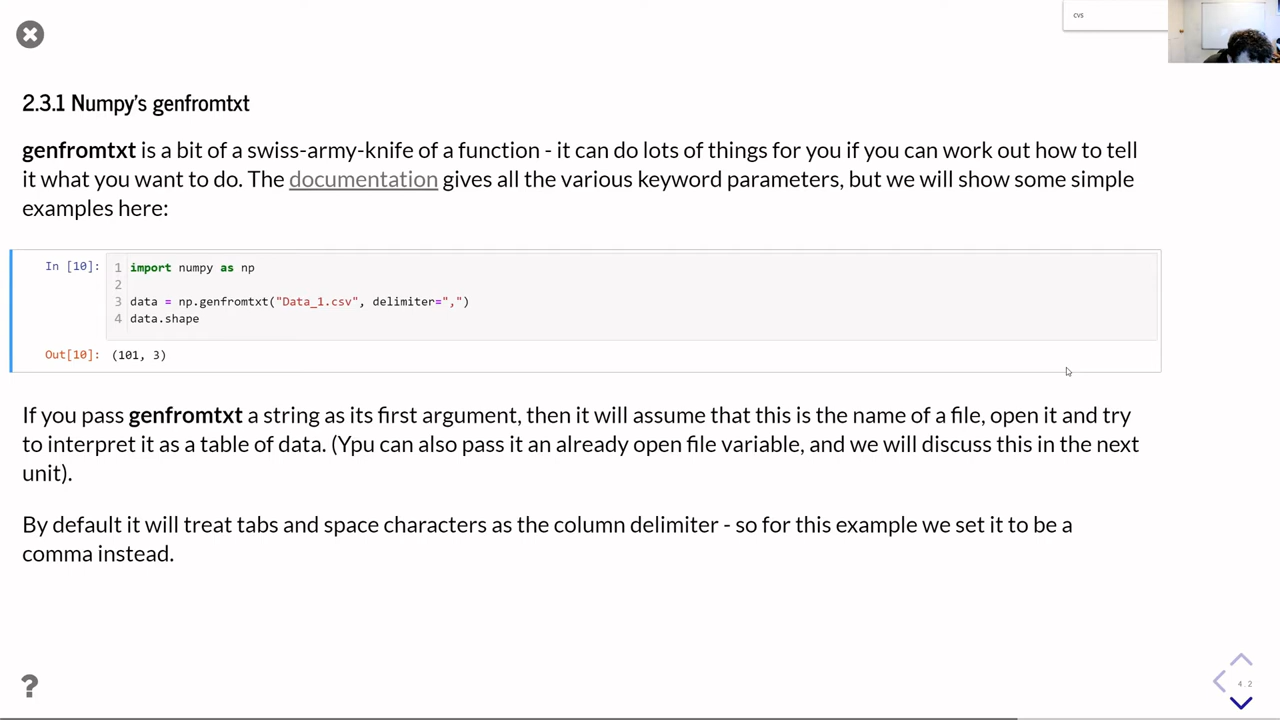 cvs
2.3.1 Numpy's genfromtxt
genfromtxt is a bit of a swiss-army-knife of a function - it can do lots of things for you if you can work out how to tell
it what you want to do. The documentation gives all the various keyword parameters, but we will show some simple
examples here:
In [10]:
1 import numpy as np
2
3 data = np.genfromtxt("Data_1.csv", delimiter=",")
4 data.shape
Out[10]: (101, 3)
If you pass genfromtxt a string as its first argument, then it will assume that this is the name of a file, open it and try
to interpret it as a table of data. (Ypu can also pass it an already open file variable, and we will discuss this in the next
unit).
By default it will treat tabs and space characters as the column delimiter - so for this example we set it to be a
comma instead.
?
4.2